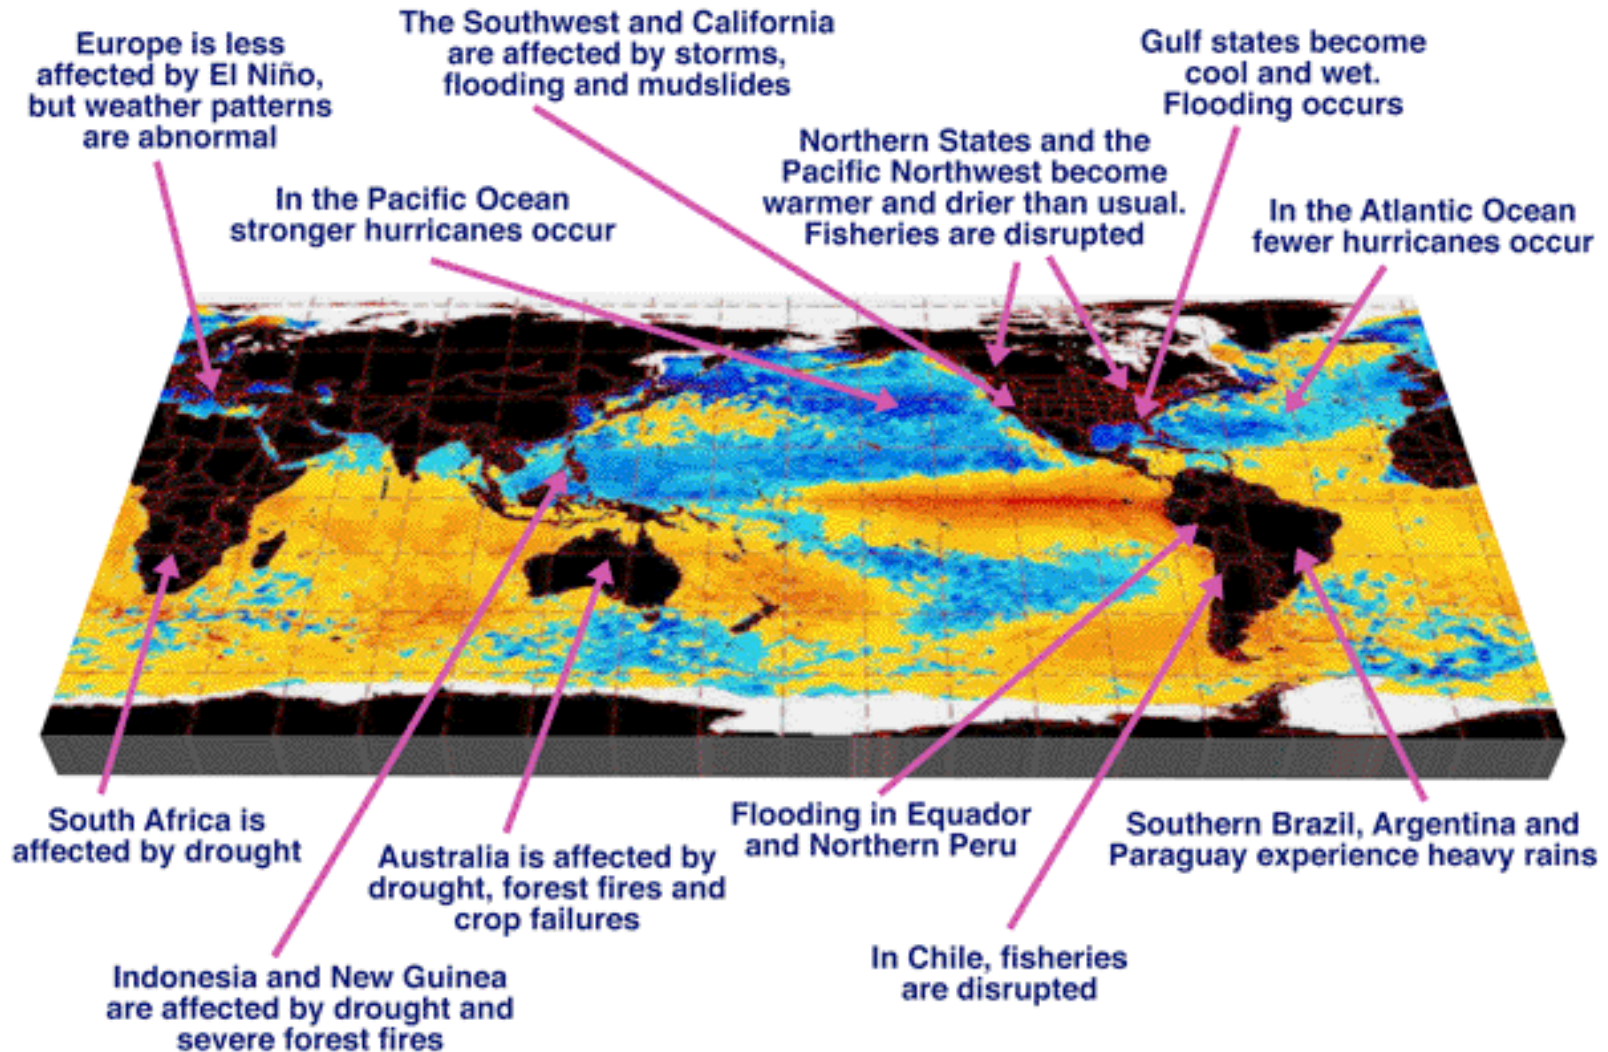 Europe is less
affected by El Niño,
but weather patterns
are abnormal
The Southwest and California
are affected by storms,
flooding and mudslides
Gulf states become
cool and wet.
Flooding occurs
In the Pacific Ocean
stronger hurricanes occur
Northern States and the
Pacific Northwest become
warmer and drier than usual.
Fisheries are disrupted
In the Atlantic Ocean
fewer hurricanes occur
South Africa is
affected by drought
Indonesia and New Guinea
are affected by drought and
severe forest fires
Australia is affected by
drought, forest fires and
crop failures
Flooding in Equador
and Northern Peru
In Chile, fisheries
are disrupted
Southern Brazil, Argentina and
Paraguay experience heavy rains